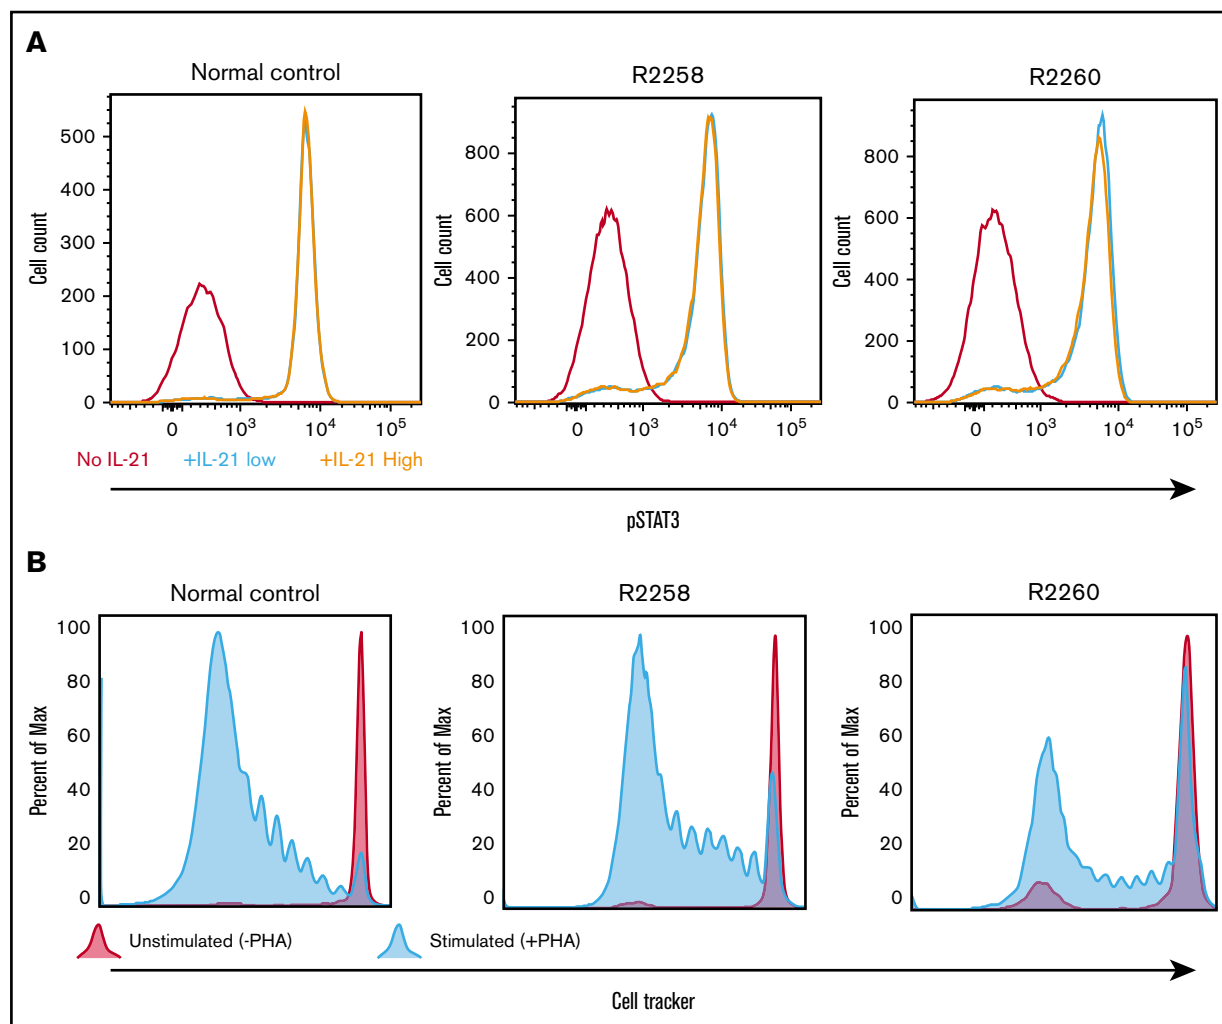 A
Normal control
R2258
R2260
Cell count
500
400
300
200
100
0
0 10³ 10⁴ 10⁵
Cell count
800
600
400
200
0
0 10³ 10⁴ 10⁵
Cell count
800
600
400
200
0
0 10³ 10⁴ 10⁵
No IL-21 +IL-21 low +IL-21 High
pSTAT3
B
Normal control
R2258
R2260
Percent of Max
100
80
60
40
20
0
Percent of Max
100
80
60
40
20
0
Percent of Max
100
80
60
40
20
0
Unstimulated (-PHA) Stimulated (+PHA)
Cell tracker